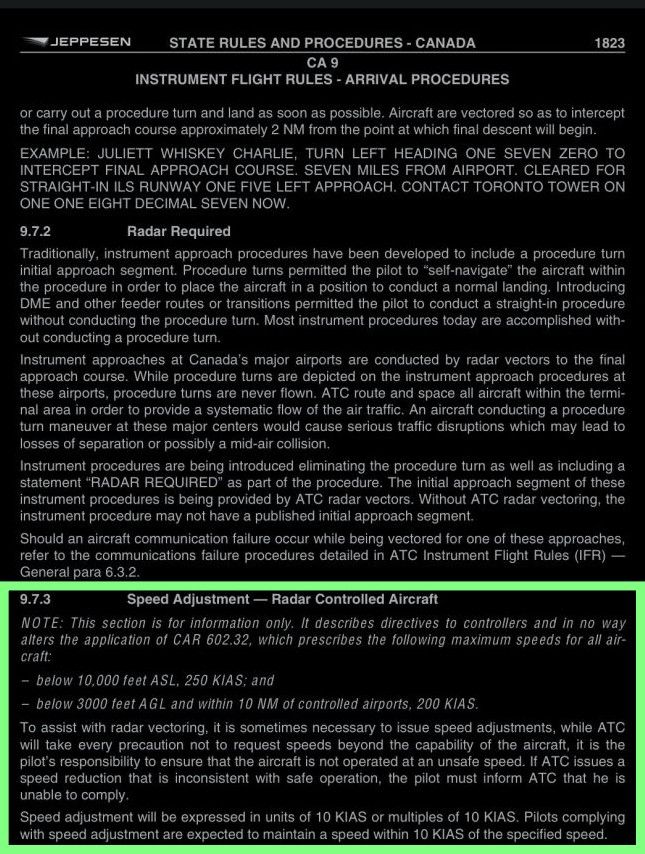 JEPPESEN STATE RULES AND PROCEDURES - CANADA 1823
CA 9
INSTRUMENT FLIGHT RULES - ARRIVAL PROCEDURES
or carry out a procedure turn and land as soon as possible. Aircraft are vectored so as to intercept
the final approach course approximately 2 NM from the point at which final descent will begin.
EXAMPLE: JULIETT WHISKEY CHARLIE, TURN LEFT HEADING ONE SEVEN ZERO TO
INTERCEPT FINAL APPROACH COURSE. SEVEN MILES FROM AIRPORT. CLEARED FOR
STRAIGHT-IN ILS RUNWAY ONE FIVE LEFT APPROACH. CONTACT TORONTO TOWER ON
ONE ONE EIGHT DECIMAL SEVEN NOW.
9.7.2 Radar Required
Traditionally, instrument approach procedures have been developed to include a procedure turn
initial approach segment. Procedure turns permitted the pilot to “self-navigate” the aircraft within
the procedure in order to place the aircraft in a position to conduct a normal landing. Introducing
DME and other feeder routes or transitions permitted the pilot to conduct a straight-in procedure
without conducting the procedure turn. Most instrument procedures today are accomplished with-
out conducting a procedure turn.
Instrument approaches at Canada’s major airports are conducted by radar vectors to the final
approach course. While procedure turns are depicted on the instrument approach procedures at
these airports, procedure turns are never flown. ATC route and space all aircraft within the termi-
nal area in order to provide a systematic flow of the air traffic. An aircraft conducting a procedure
turn maneuver at these major centers would cause serious traffic disruptions which may lead to
losses of separation or possibly a mid-air collision.
Instrument procedures are being introduced eliminating the procedure turn as well as including a
statement “RADAR REQUIRED” as part of the procedure. The initial approach segment of these
instrument procedures is being provided by ATC radar vectors. Without ATC radar vectoring, the
instrument procedure may not have a published initial approach segment.
Should an aircraft communication failure occur while being vectored for one of these approaches,
refer to the communications failure procedures detailed in ATC Instrument Flight Rules (IFR) —
General para 6.3.2.
9.7.3 Speed Adjustment — Radar Controlled Aircraft
NOTE: This section is for information only. It describes directives to controllers and in no way
alters the application of CAR 602.32, which prescribes the following maximum speeds for all air-
craft:
– below 10,000 feet ASL, 250 KIAS; and
– below 3000 feet AGL and within 10 NM of controlled airports, 200 KIAS.
To assist with radar vectoring, it is sometimes necessary to issue speed adjustments, while ATC
will take every precaution not to request speeds beyond the capability of the aircraft, it is the
pilot’s responsibility to ensure that the aircraft is not operated at an unsafe speed. If ATC issues a
speed reduction that is inconsistent with safe operation, the pilot must inform ATC that he is
unable to comply.
Speed adjustment will be expressed in units of 10 KIAS or multiples of 10 KIAS. Pilots complying
with speed adjustment are expected to maintain a speed within 10 KIAS of the specified speed.